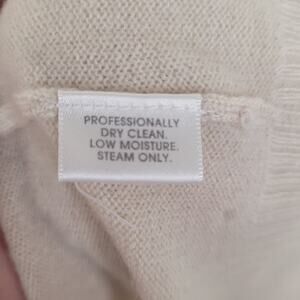 PROFESSIONALLY
DRY CLEAN.
LOW MOISTURE.
STEAM ONLY.